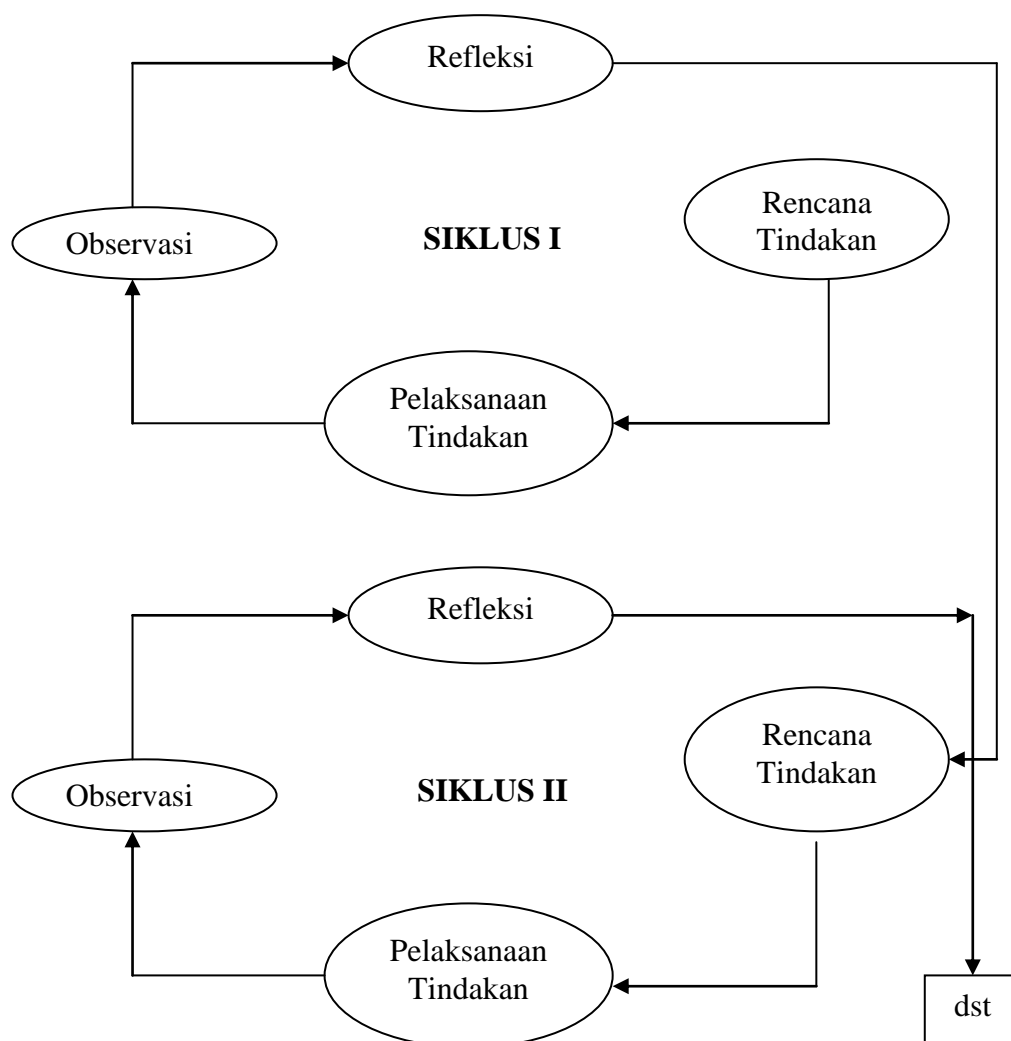 Refleksi
Rencana
Tindakan
Observasi
SIKLUS I
Pelaksanaan
Tindakan
Refleksi
Rencana
Tindakan
Observasi
SIKLUS II
Pelaksanaan
Tindakan
dst